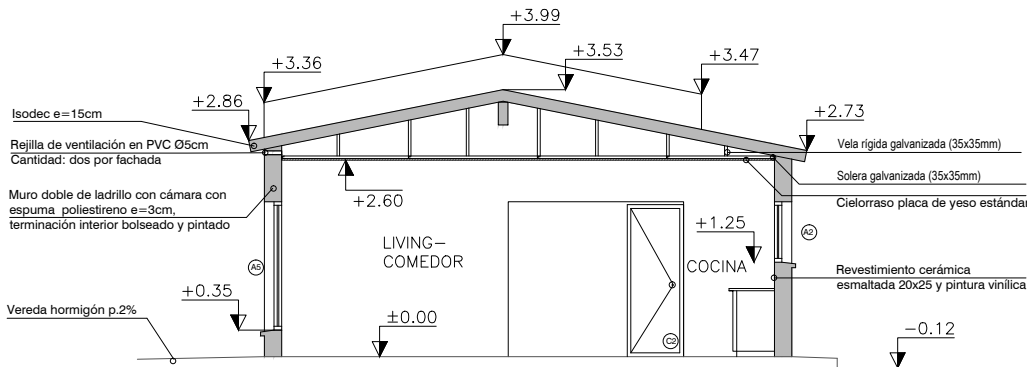 +3.99
+3.36
+3.53
+3.47
+2.86
+2.73
Isodec e=15cm
Rejilla de ventilación en PVC Ø5cm
Cantidad: dos por fachada
Vela rígida galvanizada (35x35mm)
Muro doble de ladrillo con cámara con
espuma poliestireno e=3cm,
terminación interior bolseado y pintado
Solera galvanizada (35x35mm)
+2.60
Cielorraso placa de yeso estándar
+1.25
A2
LIVING-
COMEDOR
COCINA
A5
Revestimiento cerámica
esmaltada 20x25 y pintura vinílica
+0.35
Vereda hormigón p.2%
±0.00
C2
-0.12